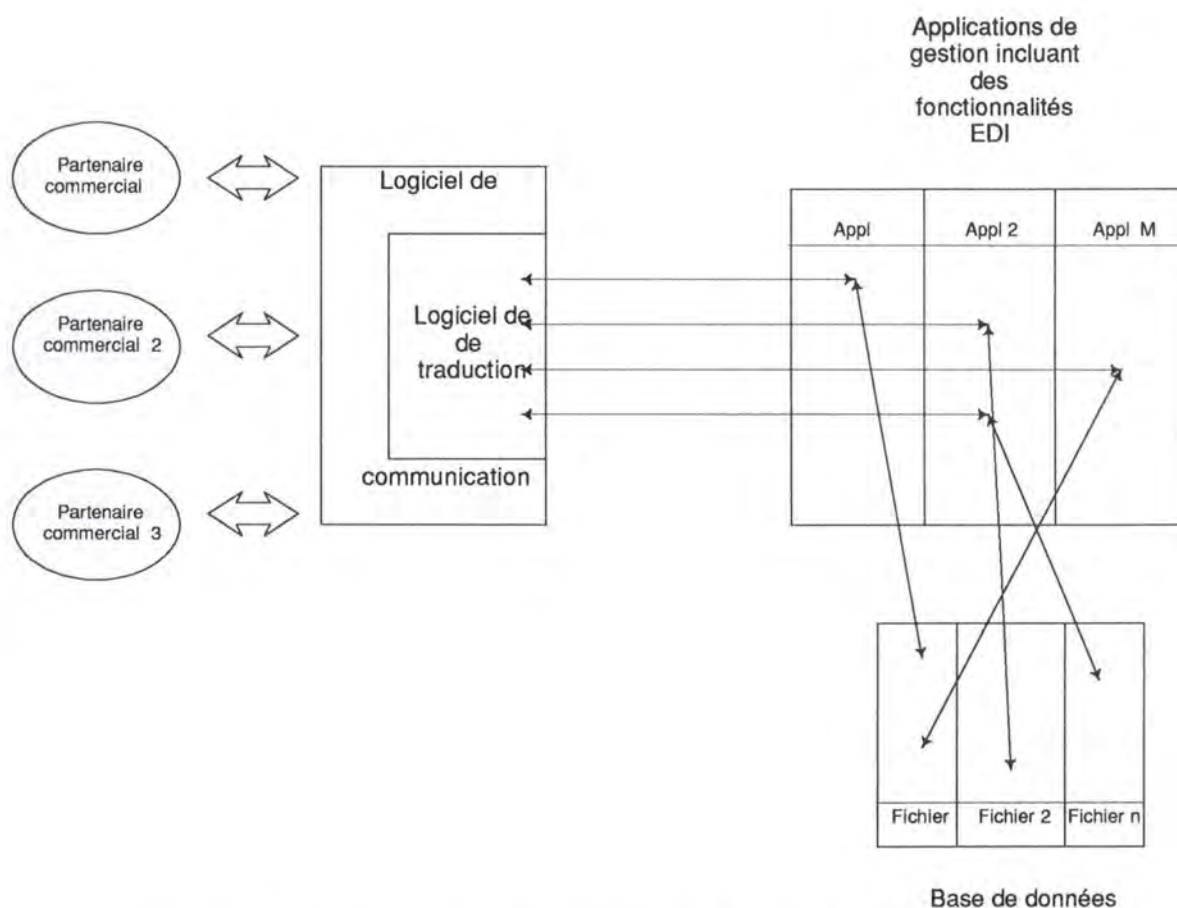 Applications de
gestion incluant
des
fonctionnalités
EDI
Partenaire
commercial
Partenaire
commercial 2
Partenaire
commercial 3
Logiciel de
Logiciel de
de
traduction
communication
Appl
Appl 2
Appl M
Fichier
Fichier 2
Fichier n
Base de données